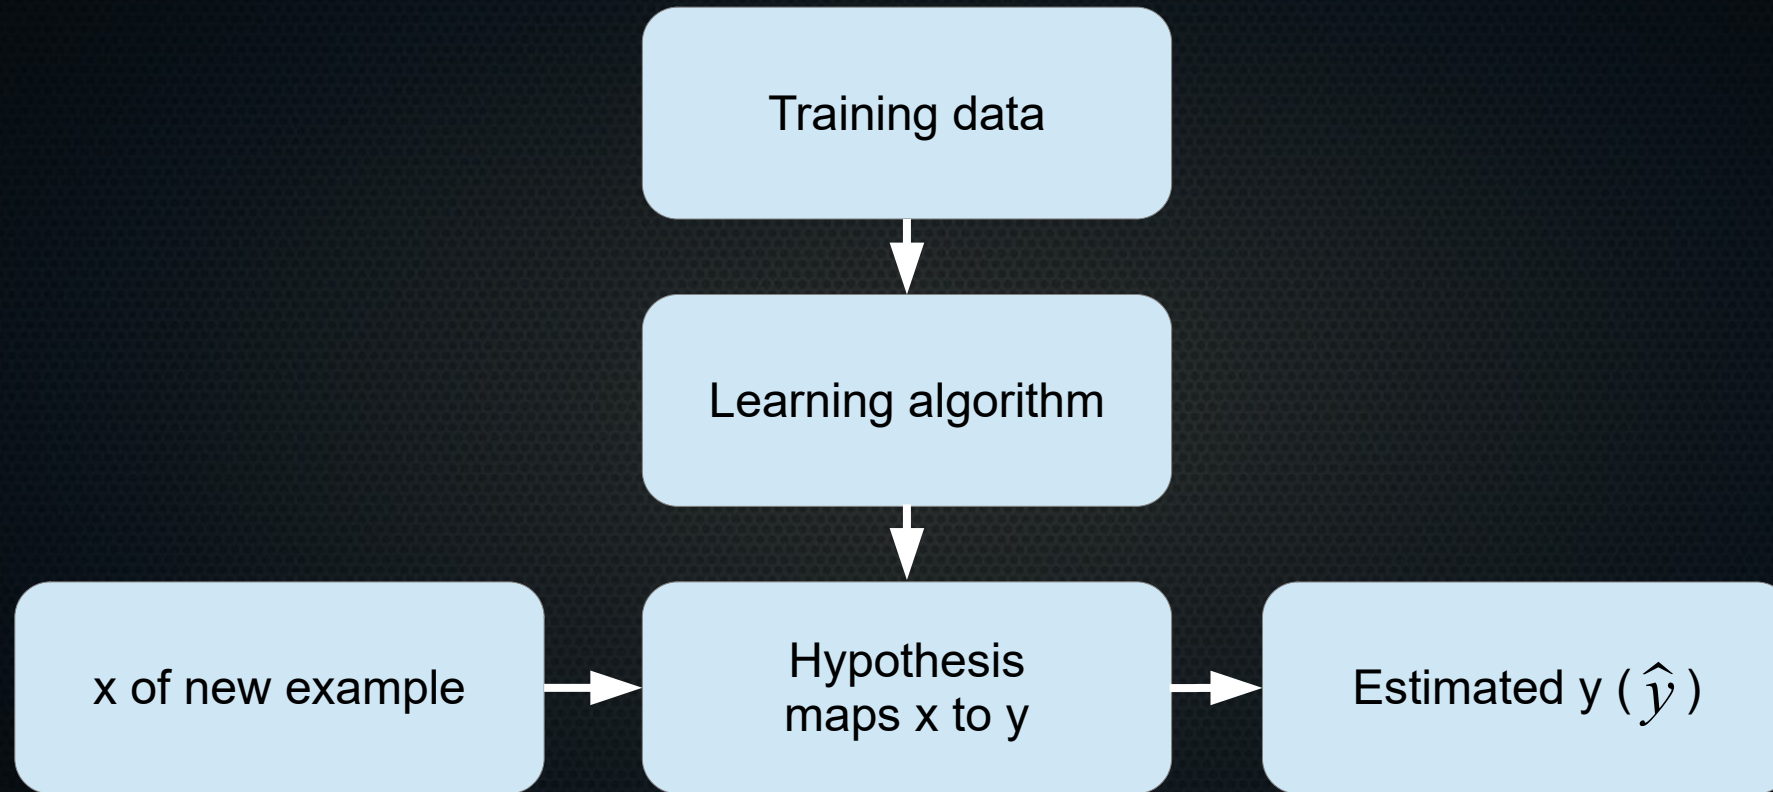 Training data
Learning algorithm
x of new example
Hypothesis
maps x to y
Estimated y ( ŷ )